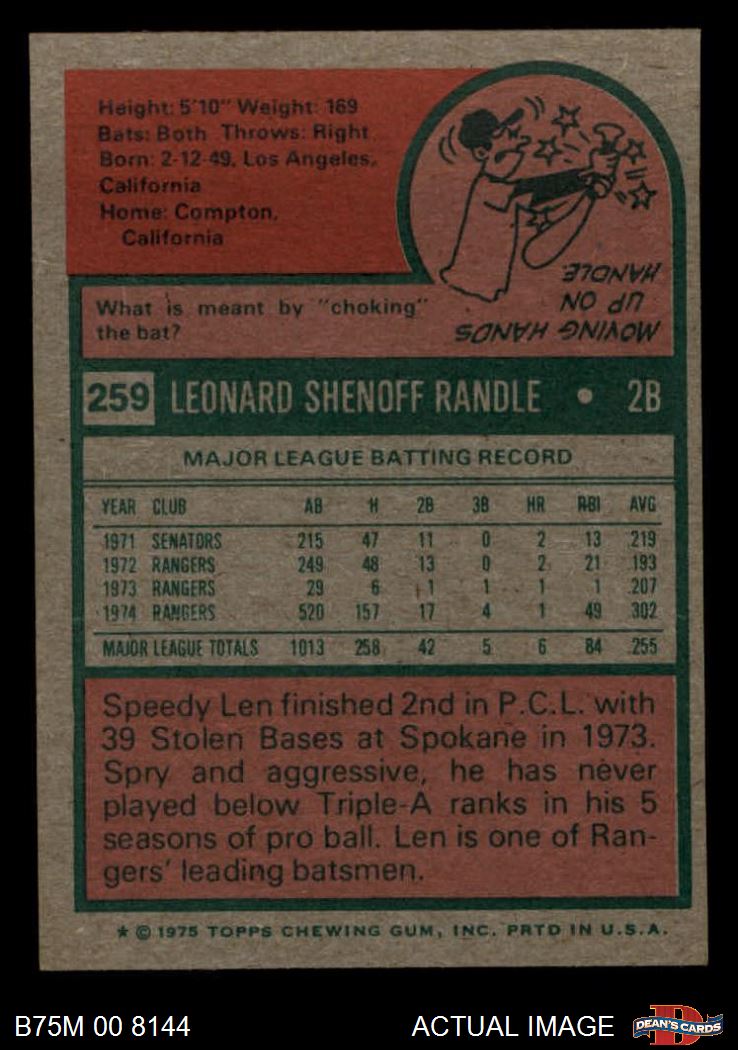 Height: 5'10" Weight: 169
Bats: Both Throws: Right
Born: 2-12-49, Los Angeles,
California
Home: Compton,
California
What is meant by "choking"
the bat?
MOVING HANDS
UP ON
HANDLE.
259 LEONARD SHENOFF RANDLE • 2B
MAJOR LEAGUE BATTING RECORD
YEAR CLUB AB H 2B 3B HR RBI AVG
1971 SENATORS 215 47 11 0 2 13 .219
1972 RANGERS 249 48 13 0 2 21 .193
1973 RANGERS 29 6 1 1 1 1 .207
1974 RANGERS 520 157 17 4 1 49 .302
MAJOR LEAGUE TOTALS 1013 258 42 5 6 84 .255
Speedy Len finished 2nd in P.C.L. with
39 Stolen Bases at Spokane in 1973.
Spry and aggressive, he has never
played below Triple-A ranks in his 5
seasons of pro ball. Len is one of Ran-
gers' leading batsmen.
* © 1975 TOPPS CHEWING GUM, INC. PRTD IN U.S.A.
B75M 00 8144 ACTUAL IMAGE
DEAN'S CARDS